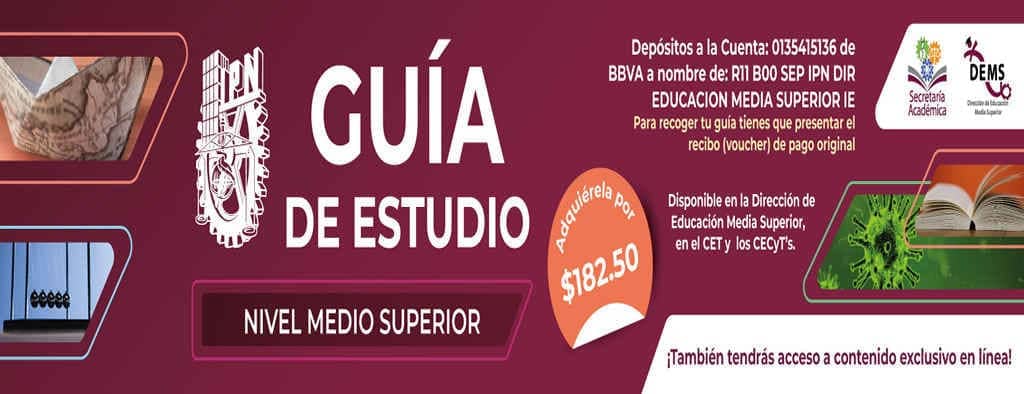 IPN
GUÍA
DE ESTUDIO
NIVEL MEDIO SUPERIOR
Adquiérela por
$182.50
Depósitos a la Cuenta: 0135415136 de
BBVA a nombre de: R11 B00 SEP IPN DIR
EDUCACION MEDIA SUPERIOR IE
Para recoger tu guía tienes que presentar el
recibo (voucher) de pago original
Disponible en la Dirección de
Educación Media Superior,
en el CET y los CECyT's.
Secretaría
Académica
DEMS
Dirección de Educación
Media Superior
¡También tendrás acceso a contenido exclusivo en línea!